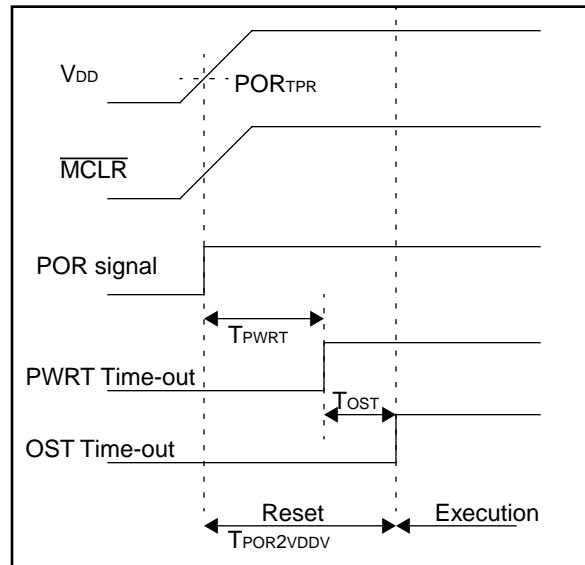 VDD
PORTPR
MCLR
POR signal
TPWRT
PWRT Time-out
TOST
OST Time-out
Reset
Execution
TPOR2VDDV